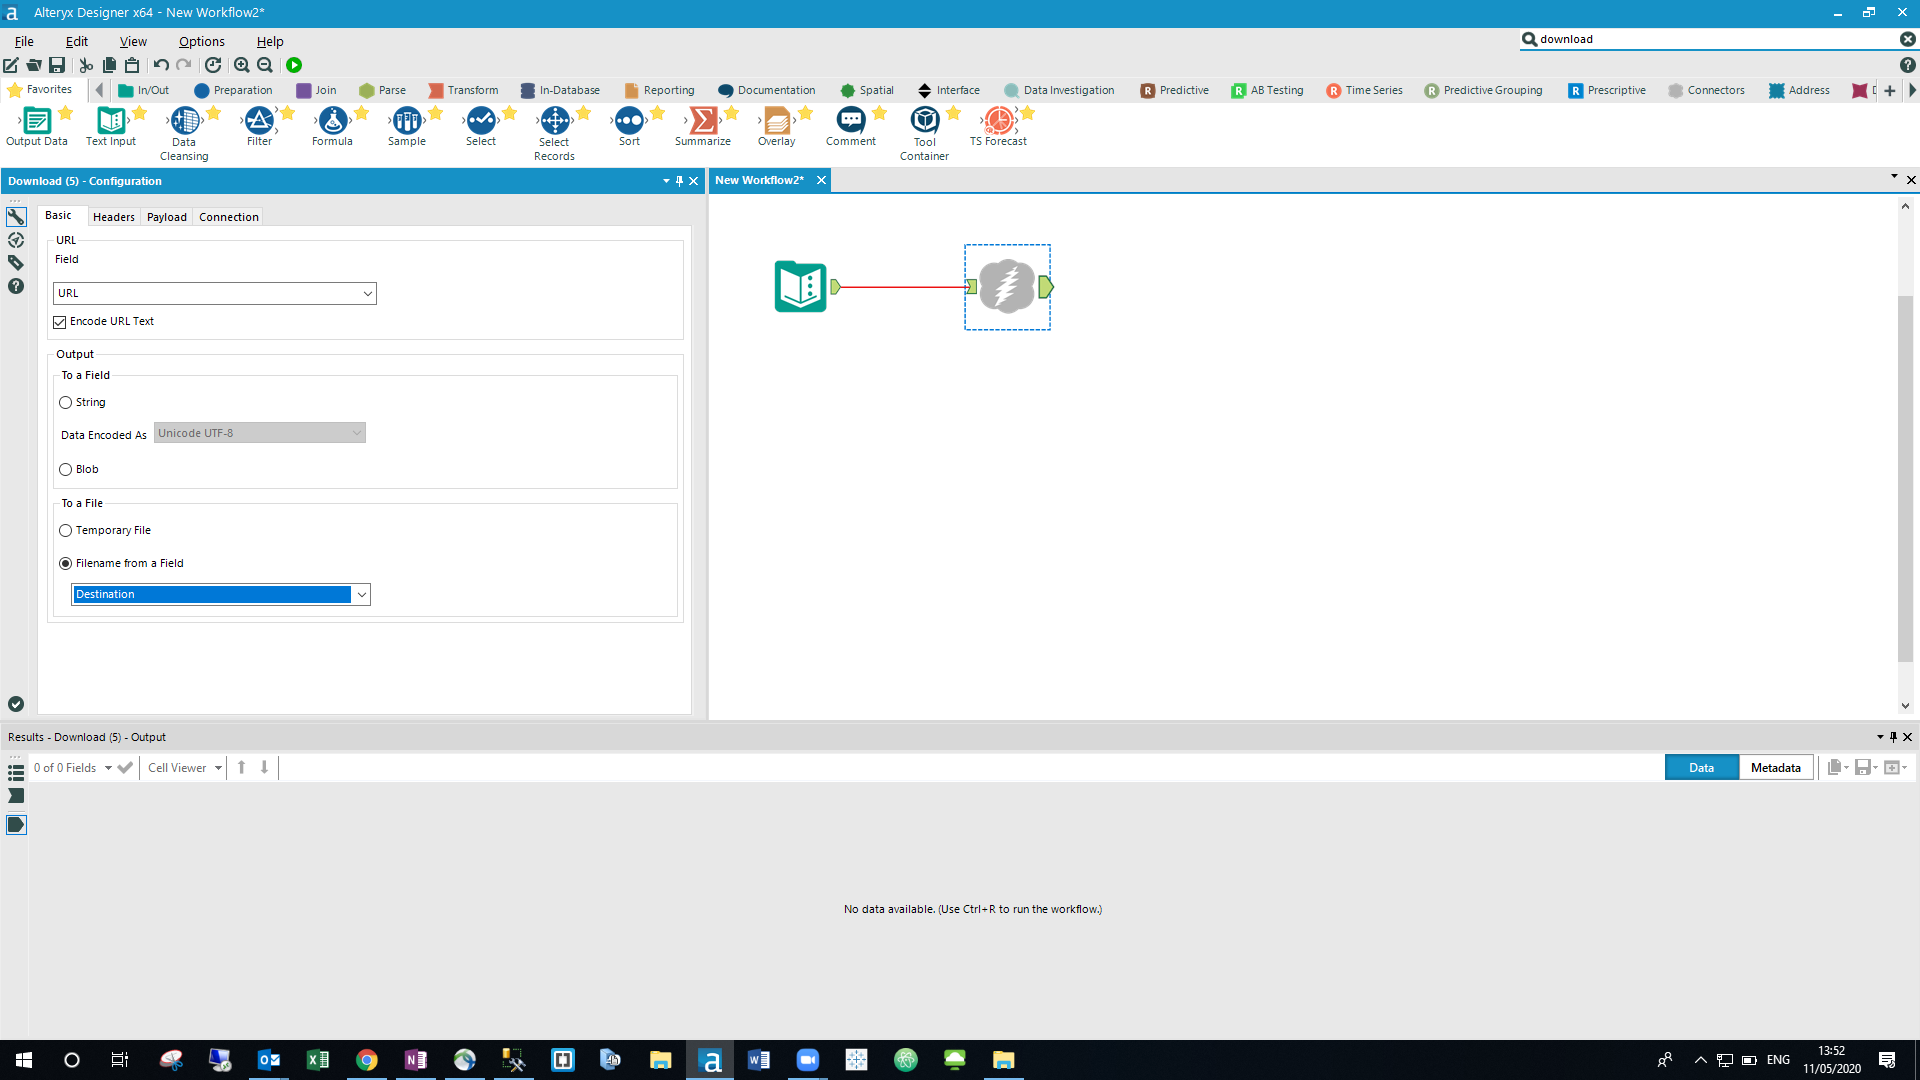 Alteryx Designer x64 - New Workflow2*
File Edit View Options Help
download
Favorites In/Out Preparation Join Parse Transform In-Database Reporting Documentation Spatial Interface Data Investigation Predictive AB Testing Time Series Predictive Grouping Prescriptive Connectors Address
Output Data Text Input Data Cleansing Filter Formula Sample Select Select Records Sort Summarize Overlay Comment Tool Container TS Forecast
Download (5) - Configuration
New Workflow2*
Basic Headers Payload Connection
URL
Field
URL
Encode URL Text
Output
To a Field
String
Data Encoded As Unicode UTF-8
Blob
To a File
Temporary File
Filename from a Field
Destination
Results - Download (5) - Output
0 of 0 Fields Cell Viewer Data Metadata
No data available. (Use Ctrl+R to run the workflow.)
ENG
13:52
11/05/2020